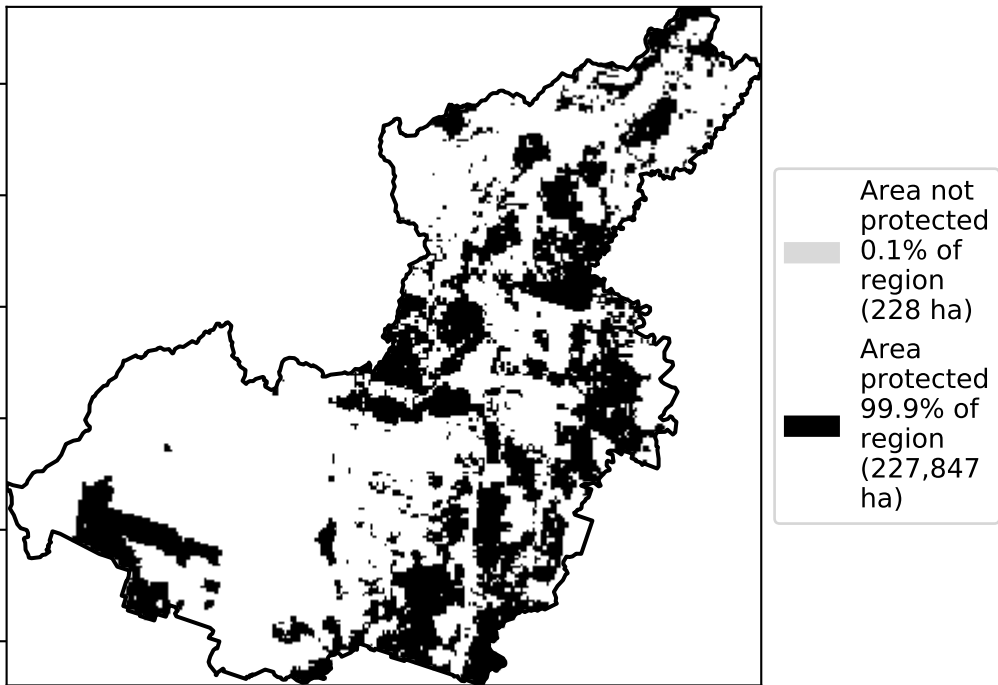 Area not
protected
0.1% of
region
(228 ha)
Area
protected
99.9% of
region
(227,847
ha)